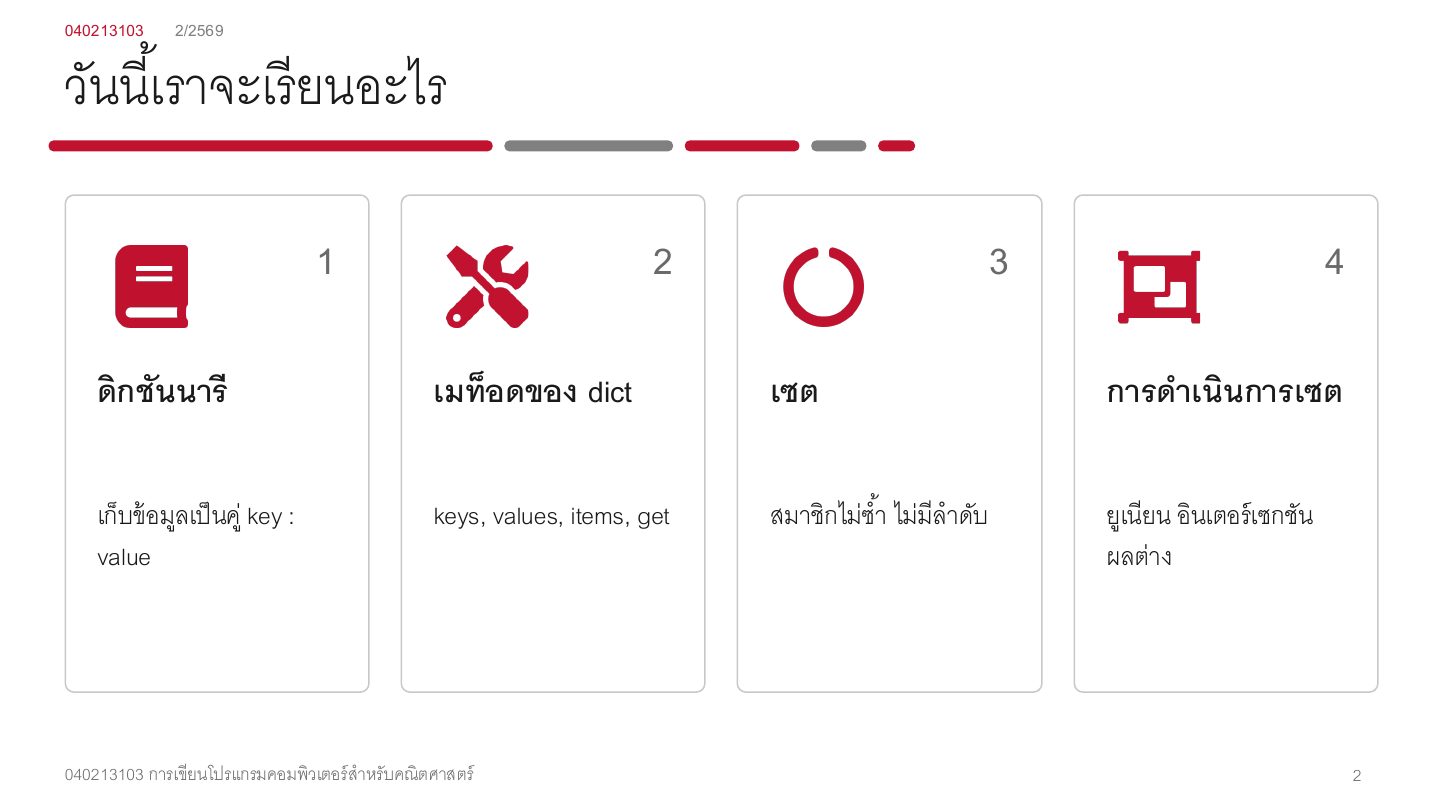 040213103 2/2569
วันนี้เราจะเรียนอะไร
1
ดิกชันนารี
เก็บข้อมูลเป็นคู่ key :
value
2
เมท็อดของ dict
keys, values, items, get
3
เซต
สมาชิกไม่ซ้ำ ไม่มีลำดับ
4
การดำเนินการเซต
ยูเนียน อินเตอร์เซกชัน
ผลต่าง
040213103 การเขียนโปรแกรมคอมพิวเตอร์สำหรับคณิตศาสตร์ 2